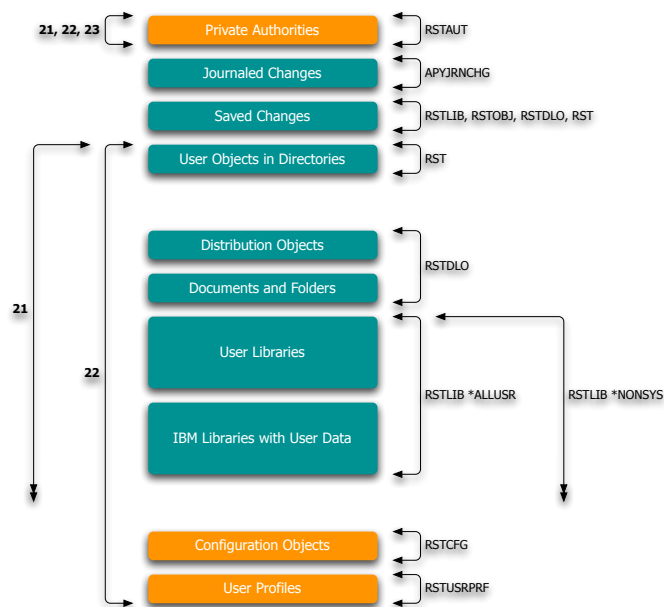 21, 22, 23
Private Authorities
RSTAUT
Journaled Changes
APYJRNCHG
Saved Changes
RSTLIB, RSTOBJ, RSTDLO, RST
User Objects in Directories
RST
Distribution Objects
RSTDLO
Documents and Folders
21
User Libraries
22
RSTLIB *ALLUSR
RSTLIB *NONSYS
IBM Libraries with User Data
Configuration Objects
RSTCFG
User Profiles
RSTUSRPRF